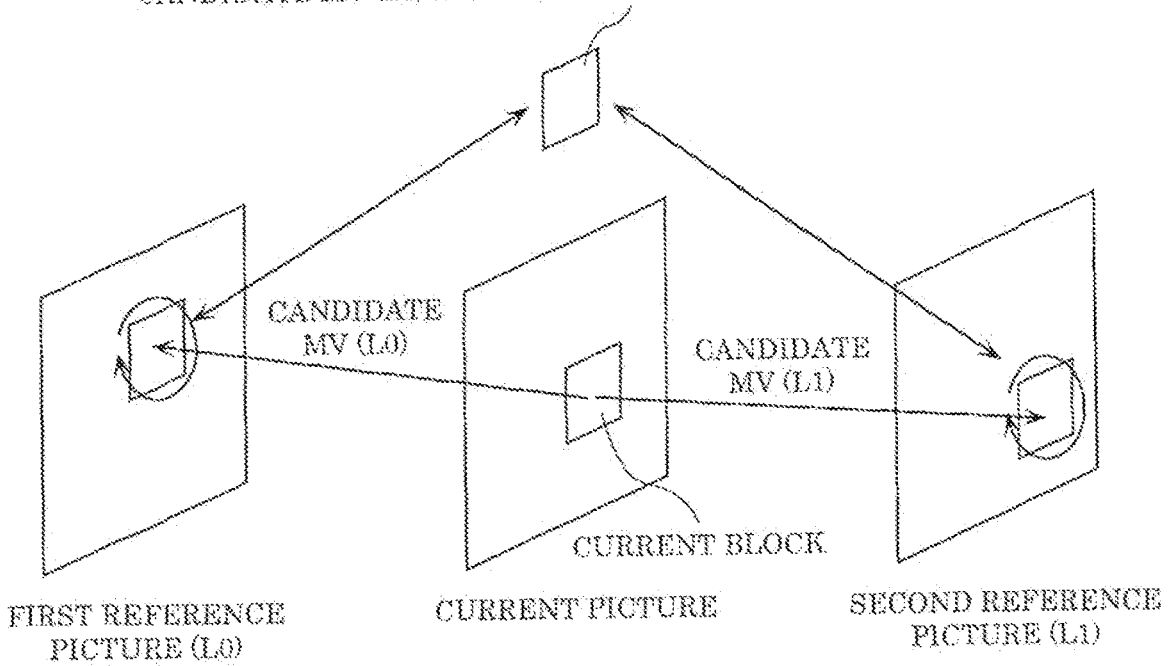 CANDIDATE
MV (L0)
CANDIDATE
MV (L1)
CURRENT BLOCK
FIRST REFERENCE
PICTURE (L0)
CURRENT PICTURE
SECOND REFERENCE
PICTURE (L1)